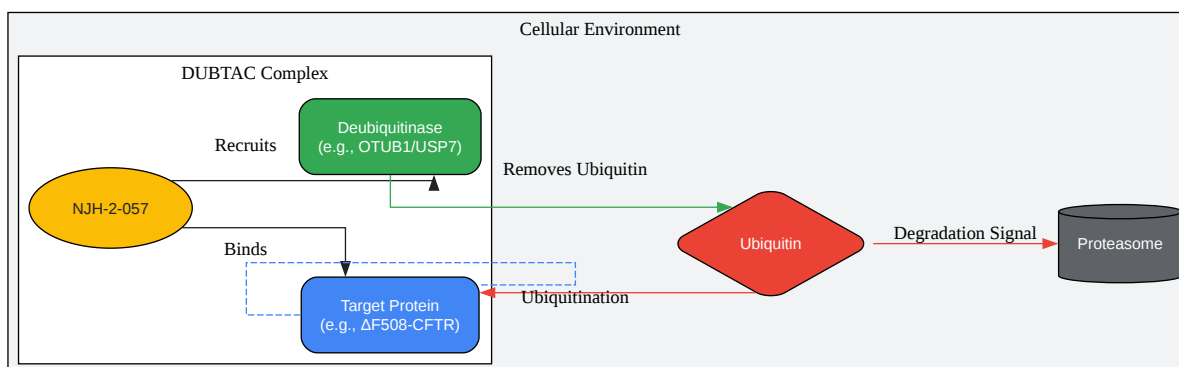 Cellular Environment
DUBTAC Complex
Deubiquitinase
(e.g., OTUB1/USP7)
Recruits
Removes Ubiquitin
NJH-2-057
Binds
Ubiquitin
Degradation Signal
Proteasome
Target Protein
(e.g., ΔF508-CFTR)
Ubiquitination